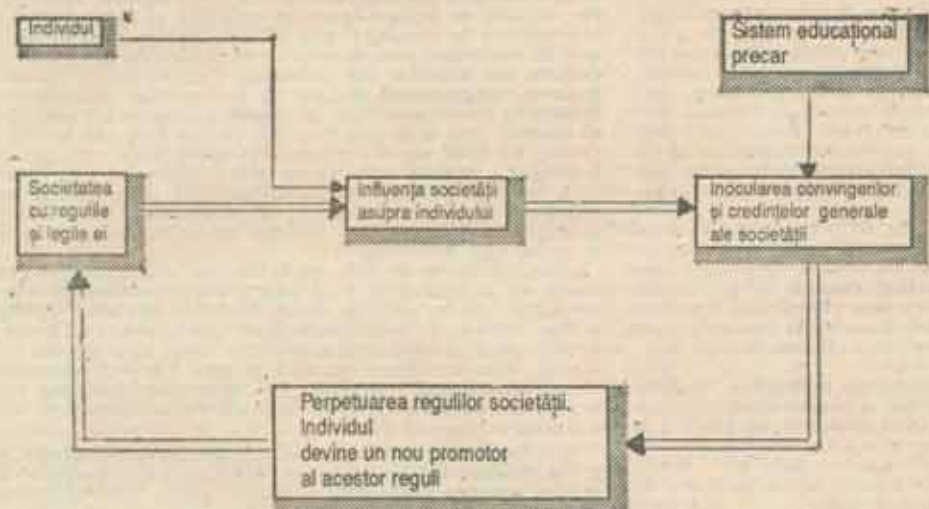 Individul
Sistem educațional
precar
Societatea
cu regulile
și legile ei
Influența societății
asupra individului
Inocularea convingerilor
și credințelor generale
ale societății
Perpetuarea regulilor societății.
Individul
devine un nou promotor
al acestor reguli